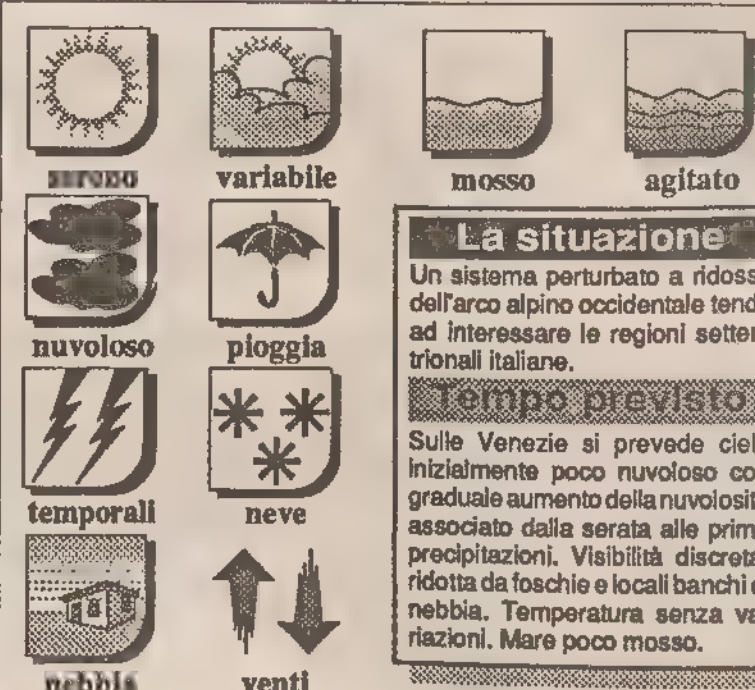 sereno
variabile
mosso
agitato
nuvoloso
pioggia
temporali
neve
nebbia
venti
La situazione
Un sistema perturbato a ridoss
dell'arco alpino occidentale tend
ad interessare le regioni setten
trionali italiane.
Tempo previsto
Sulle Venezie si prevede ciel
inizialmente poco nuvoloso co
graduale aumento della nuvolosit
associato dalla serata alle prim
precipitazioni. Visibilità discreta
ridotta da foschie e locali banchi d
nebbia. Temperatura senza va
riazioni. Mare poco mosso.